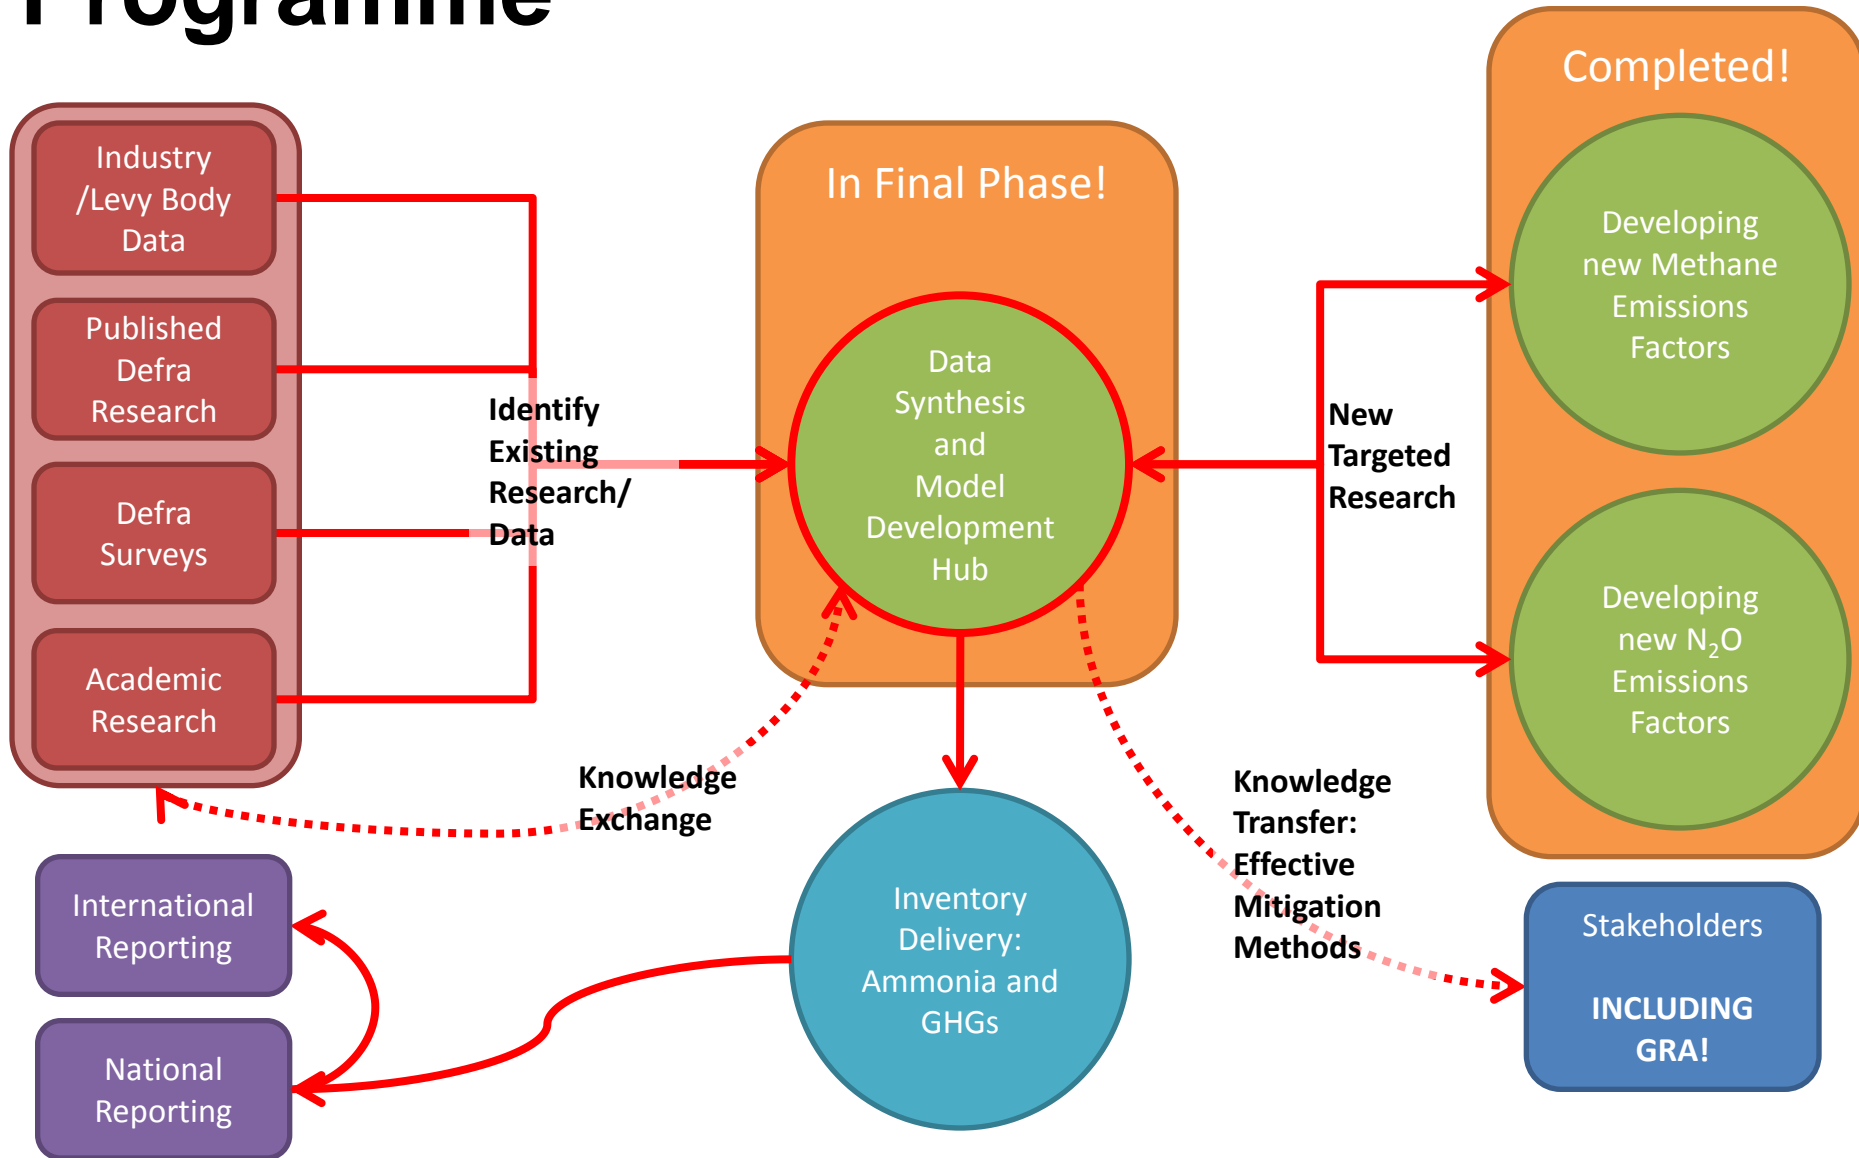 Programme
Industry
/Levy Body
Data
Published
Defra
Research
Defra
Surveys
Academic
Research
Identify
Existing
Research/
Data
In Final Phase!
Data
Synthesis
and
Model
Development
Hub
New
Targeted
Research
Completed!
Developing
new Methane
Emissions
Factors
Developing
new N₂O
Emissions
Factors
Knowledge
Exchange
Knowledge
Transfer:
Effective
Mitigation
Methods
International
Reporting
National
Reporting
Inventory
Delivery:
Ammonia and
GHGs
Stakeholders
INCLUDING
GRA!